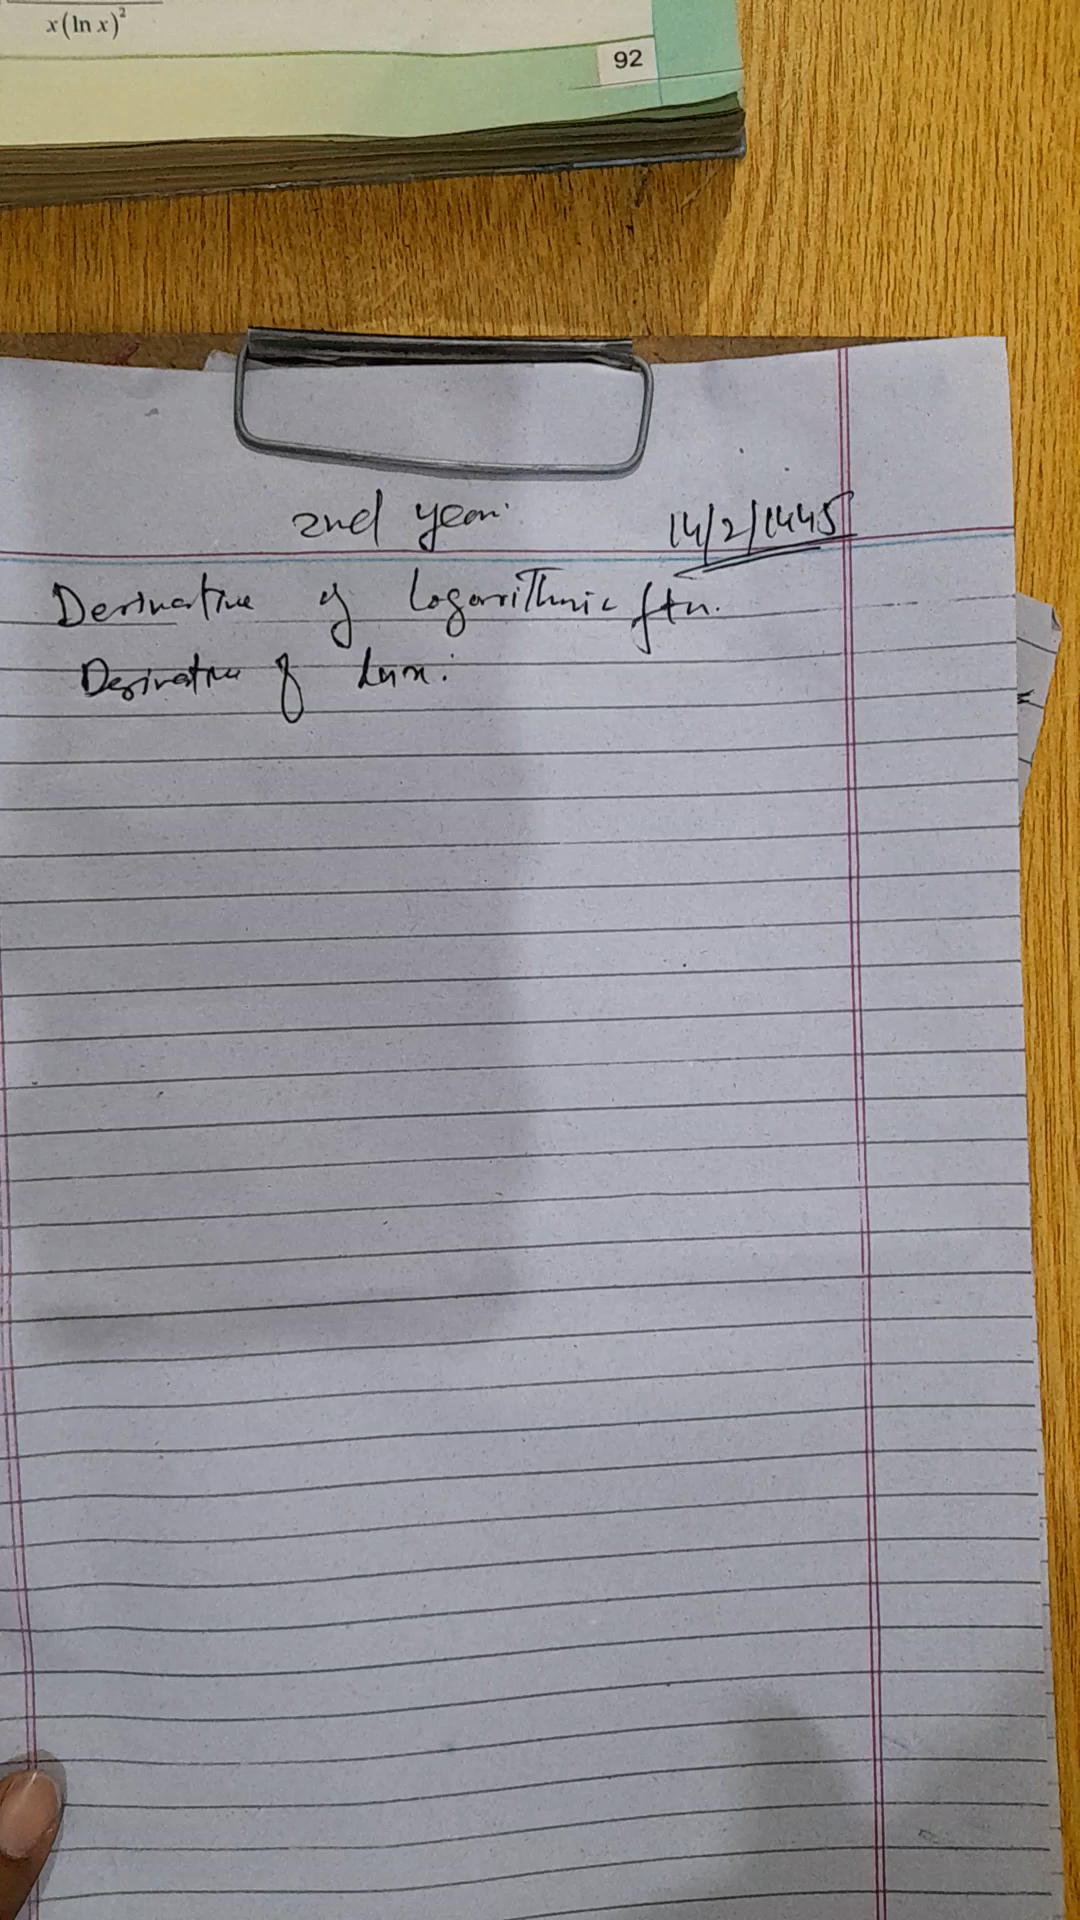 x(ln x)²
92
2nd year.
14/2/1445
Derivative of Logarithmic ftn.
Derivative of Lnx: